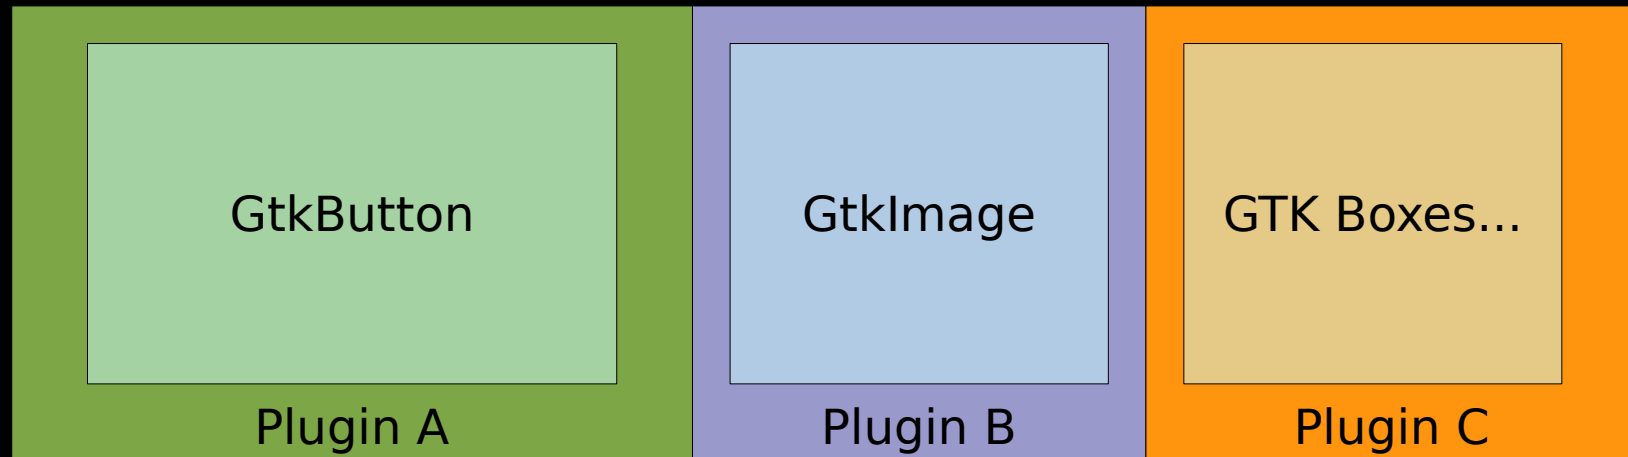 GtkButton
GtkImage
GTK Boxes...
Plugin A
Plugin B
Plugin C